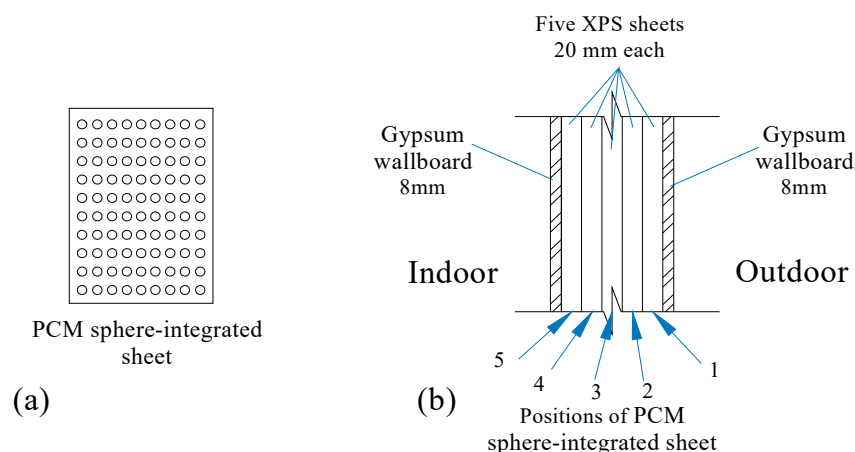 PCM sphere-integrated
sheet
(a)
Five XPS sheets
20 mm each
Gypsum
wallboard
8mm
Gypsum
wallboard
8mm
Indoor
Outdoor
5
4
3
2
1
(b)
Positions of PCM
sphere-integrated sheet